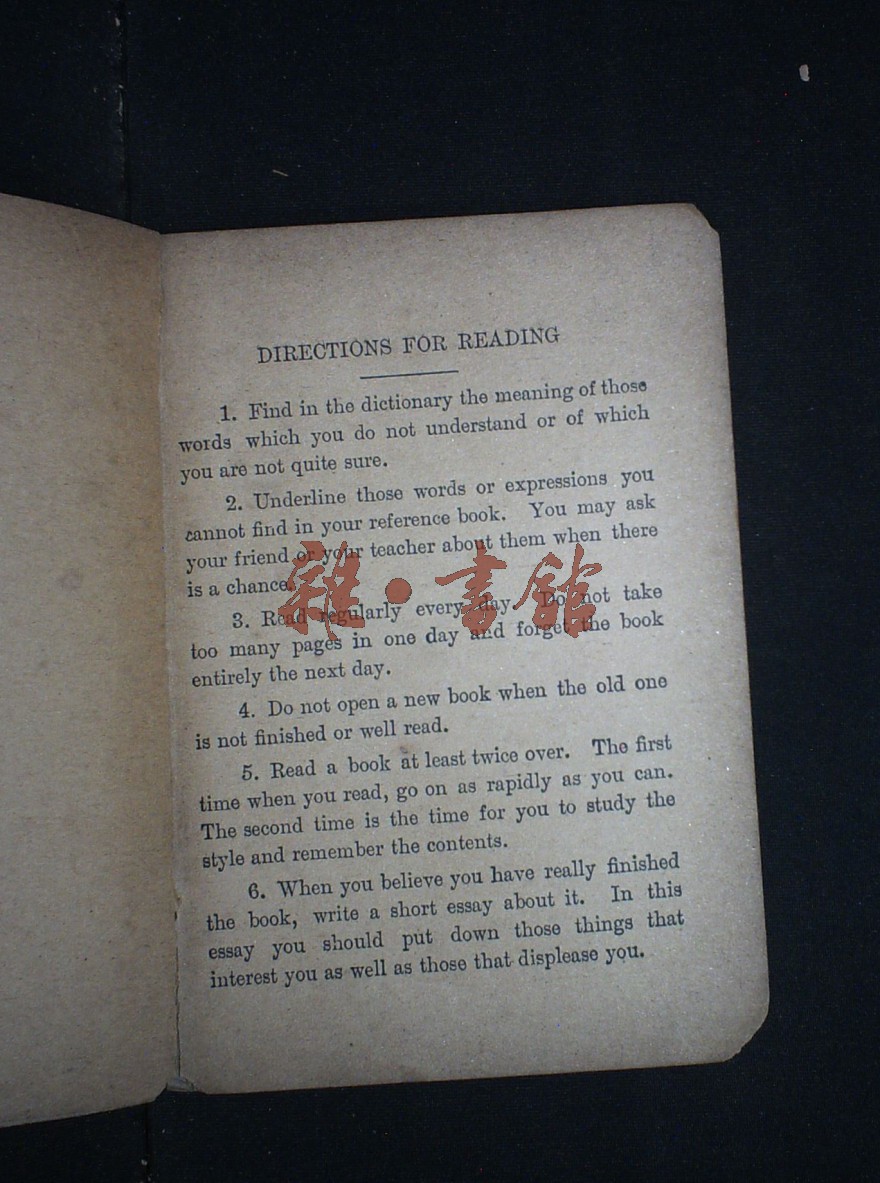 DIRECTIONS FOR READING
1. Find in the dictionary the meaning of those
words which you do not understand or of which
you are not quite sure.
2. Underline those words or expressions you
cannot find in your reference book. You may ask
your friend or your teacher about them when there
is a chance.
雜·書館
3. Read regularly every day. Do not take
too many pages in one day and forget the book
entirely the next day.
4. Do not open a new book when the old one
is not finished or well read.
5. Read a book at least twice over. The first
time when you read, go on as rapidly as you can.
The second time is the time for you to study the
style and remember the contents.
6. When you believe you have really finished
the book, write a short essay about it. In this
essay you should put down those things that
interest you as well as those that displease you.